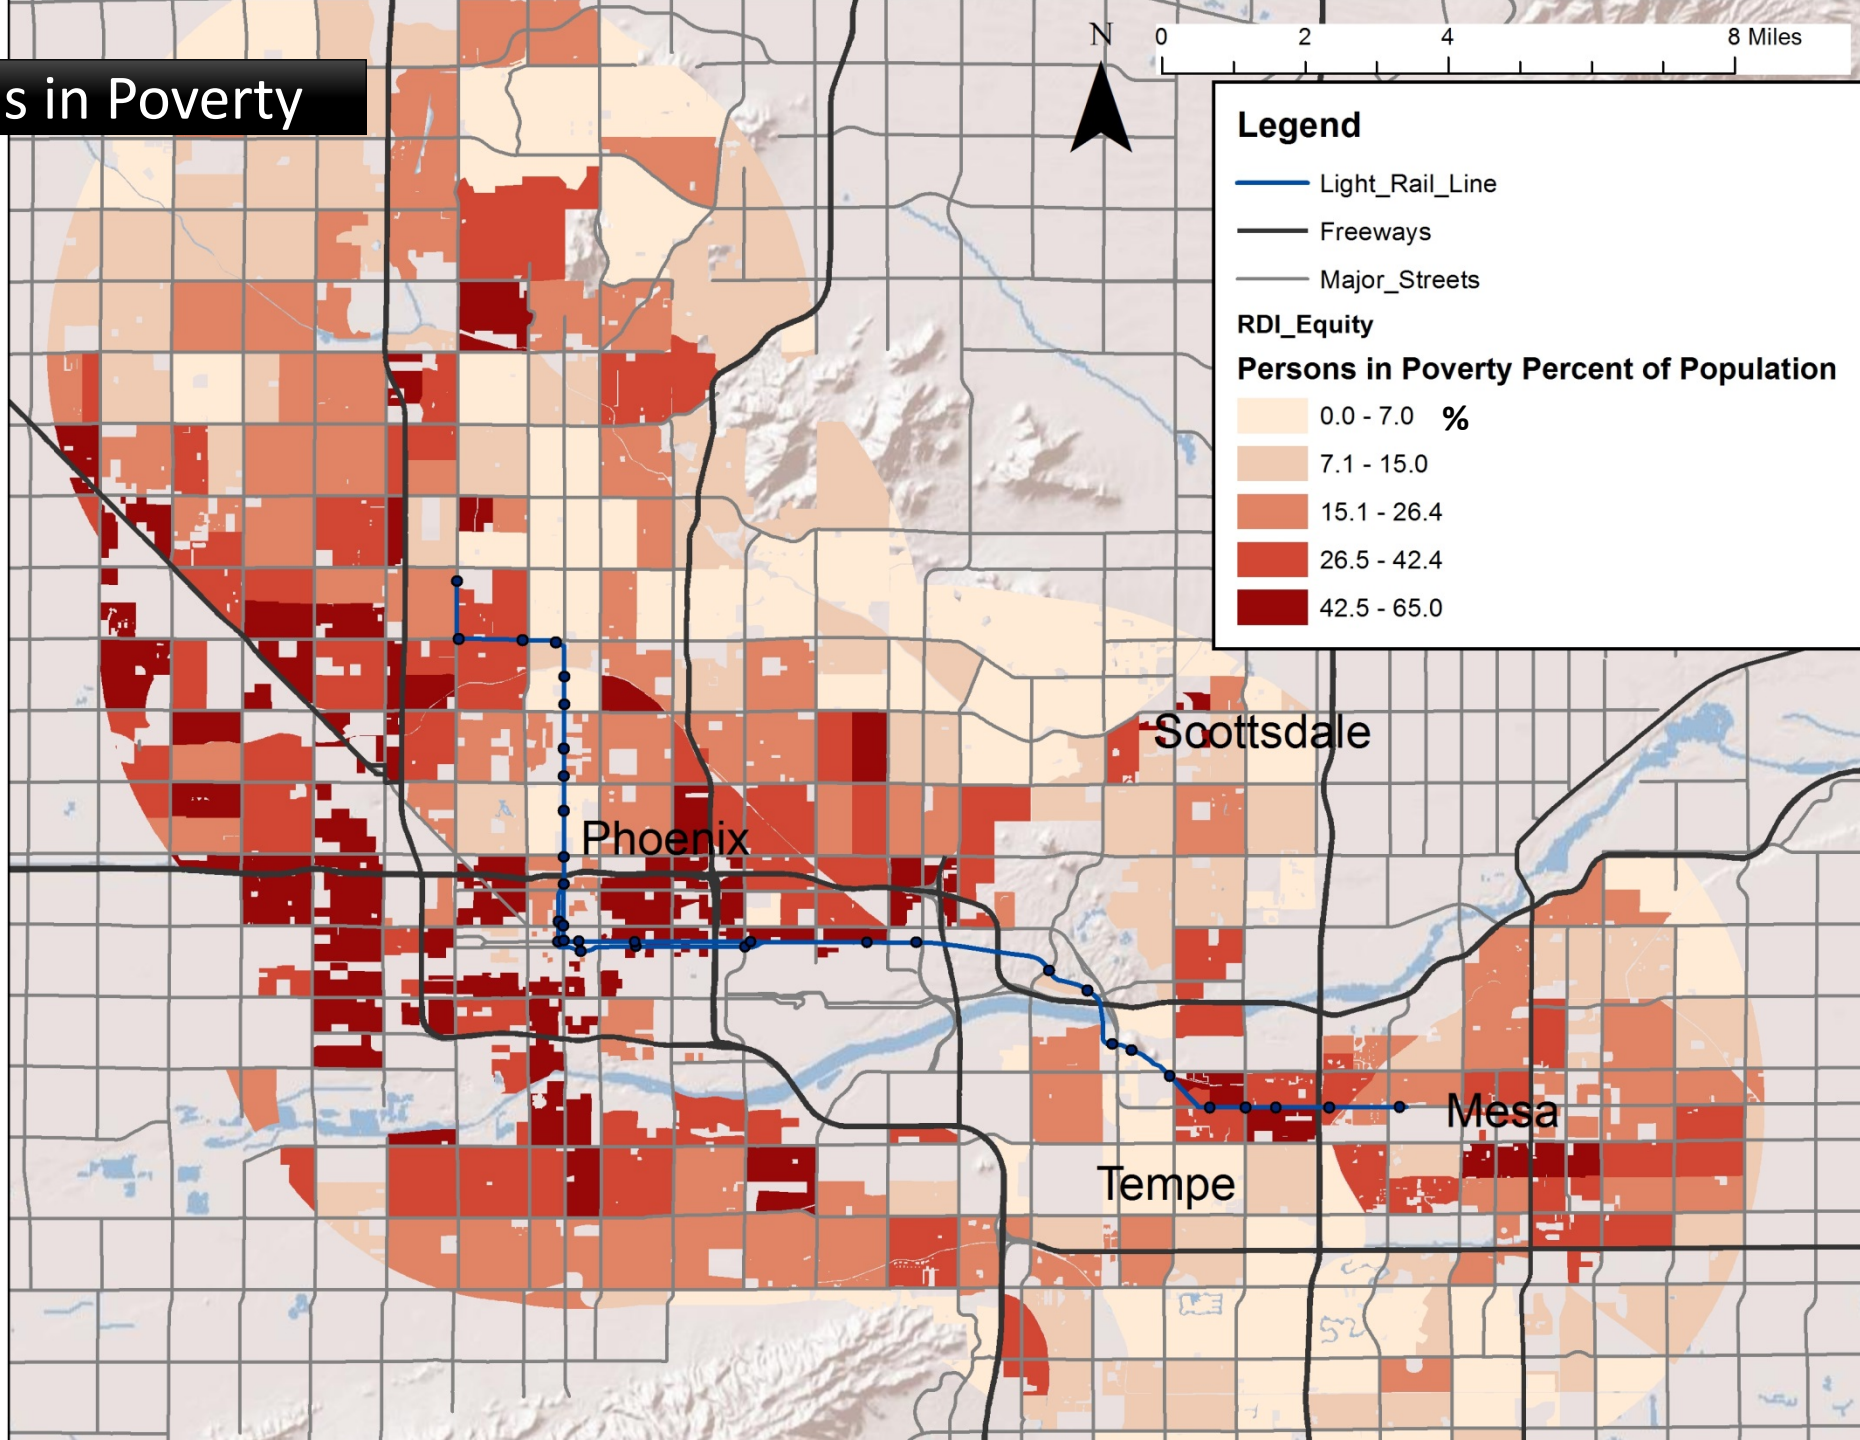 s in Poverty
N
0 2 4 8 Miles
Legend
Light_Rail_Line
Freeways
Major_Streets
RDI_Equity
Persons in Poverty Percent of Population
0.0 - 7.0 %
7.1 - 15.0
15.1 - 26.4
26.5 - 42.4
42.5 - 65.0
Scottsdale
Phoenix
Mesa
Tempe